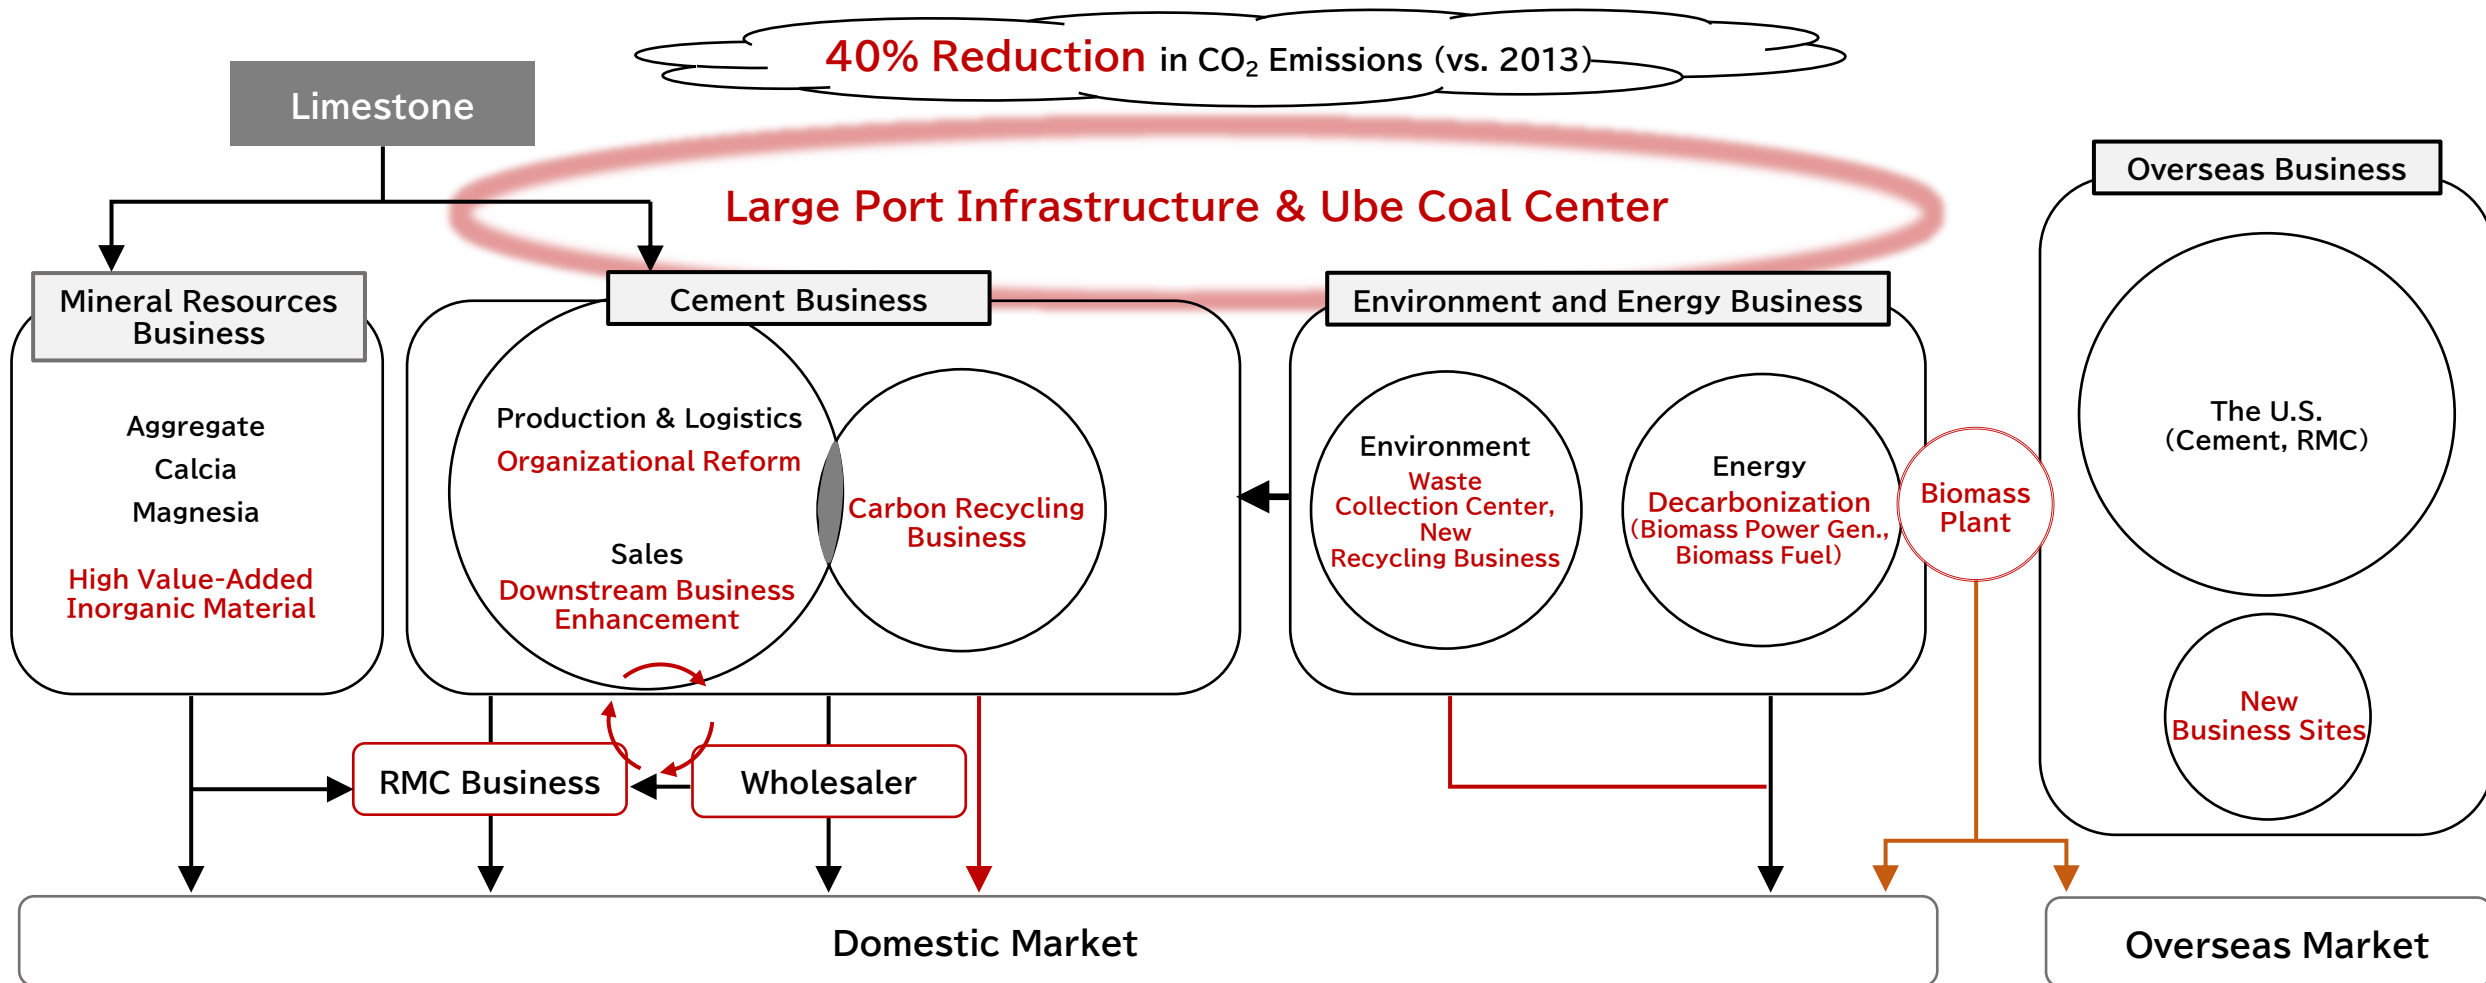 40% Reduction in CO₂ Emissions (vs. 2013)
Limestone
Large Port Infrastructure & Ube Coal Center
Overseas Business
Mineral Resources
Business
Cement Business
Environment and Energy Business
Aggregate
Calcia
Magnesia
High Value-Added
Inorganic Material
Production & Logistics
Organizational Reform
Sales
Downstream Business
Enhancement
Carbon Recycling
Business
Environment
Waste
Collection Center,
New
Recycling Business
Energy
Decarbonization
(Biomass Power Gen.,
Biomass Fuel)
Biomass
Plant
The U.S.
(Cement, RMC)
New
Business Sites
RMC Business
Wholesaler
Domestic Market
Overseas Market